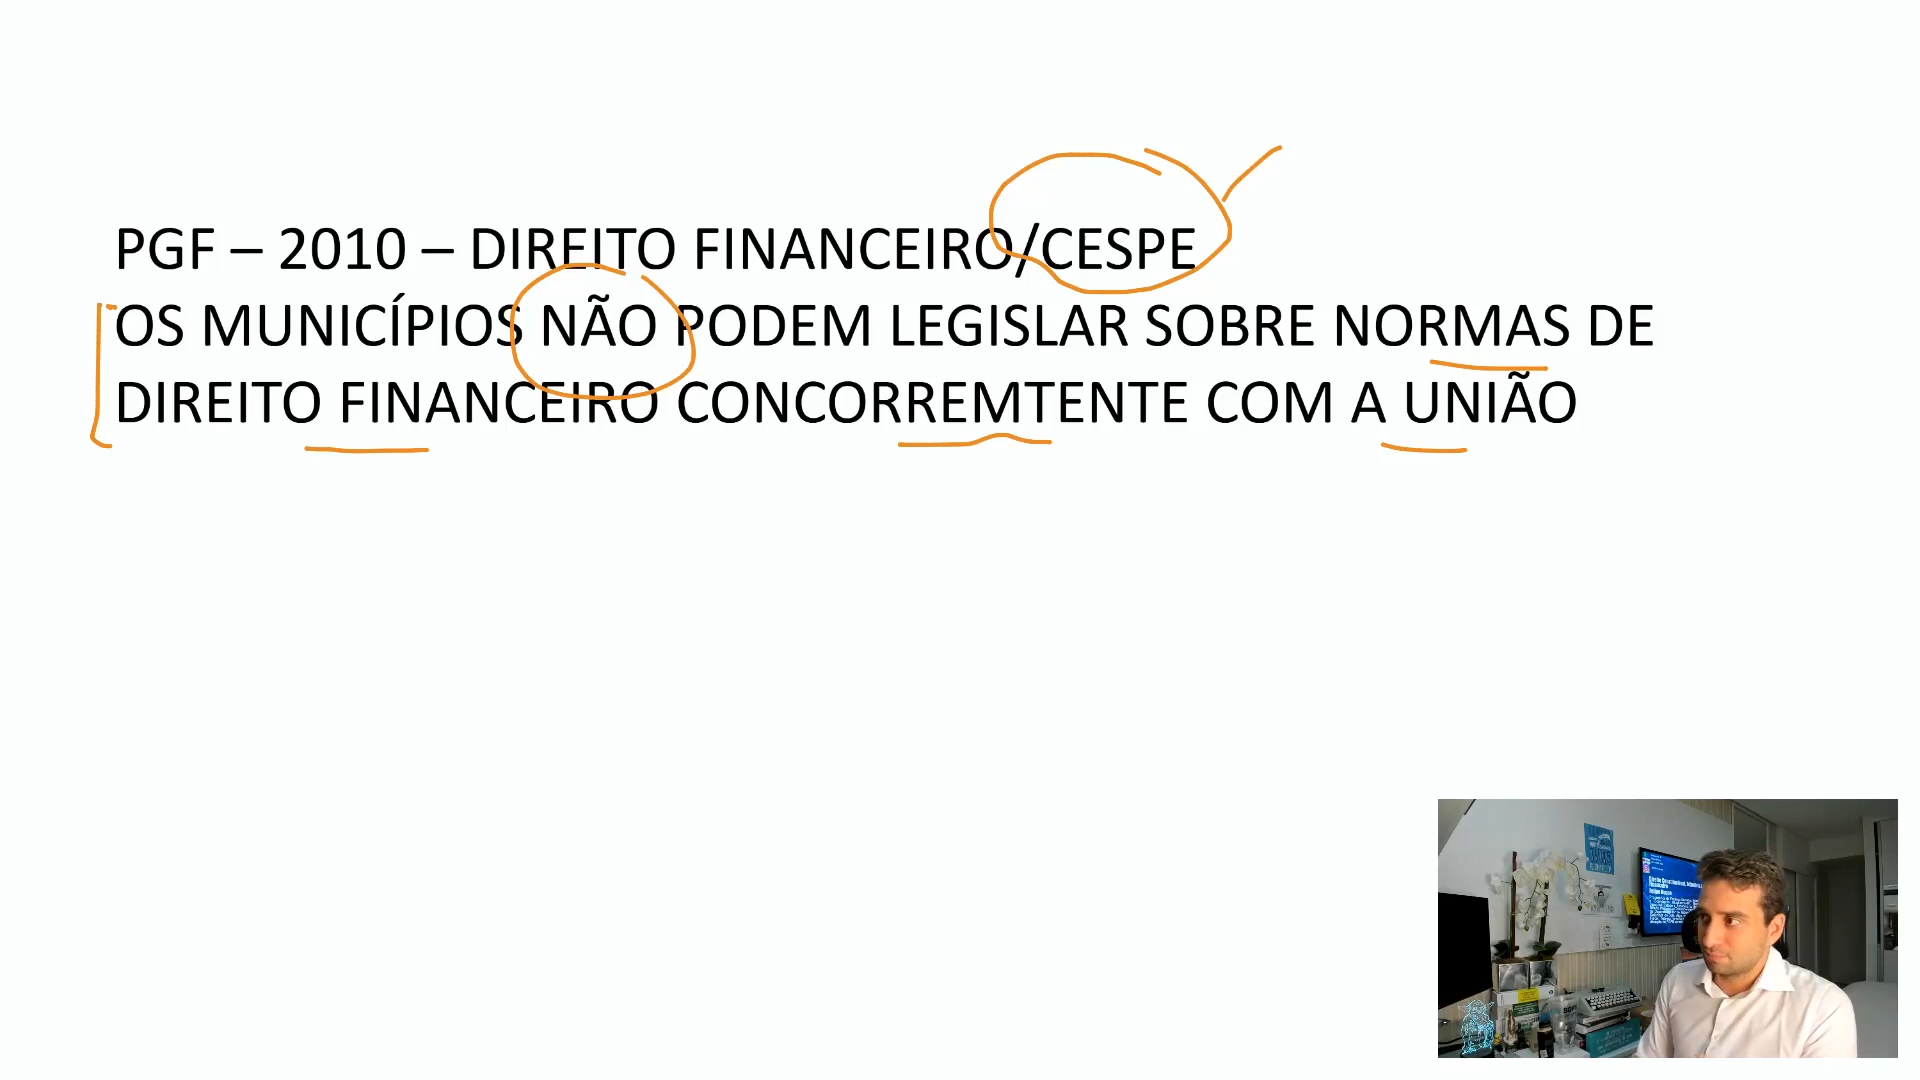 PGF – 2010 – DIREITO FINANCEIRO/CESPE
OS MUNICÍPIOS NÃO PODEM LEGISLAR SOBRE NORMAS DE
DIREITO FINANCEIRO CONCORREMTENTE COM A UNIÃO